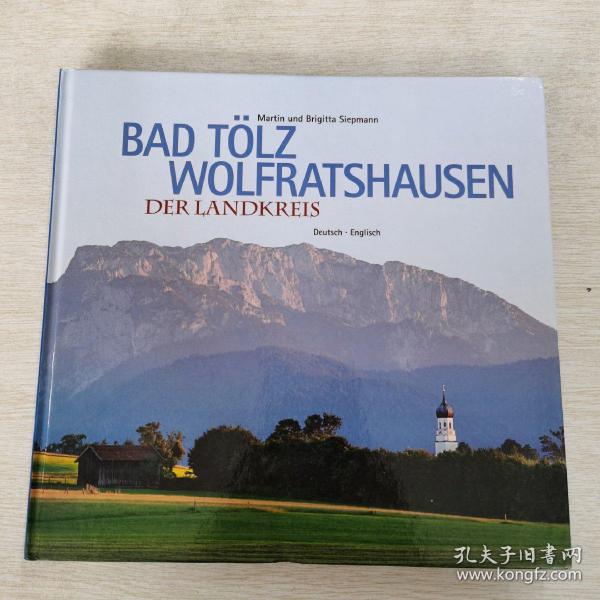 Martin und Brigitta Siepmann
BAD TÖLZ
WOLFRATSHAUSEN
DER LANDKREIS
Deutsch · Englisch
孔夫子旧书网
www.kongfz.com